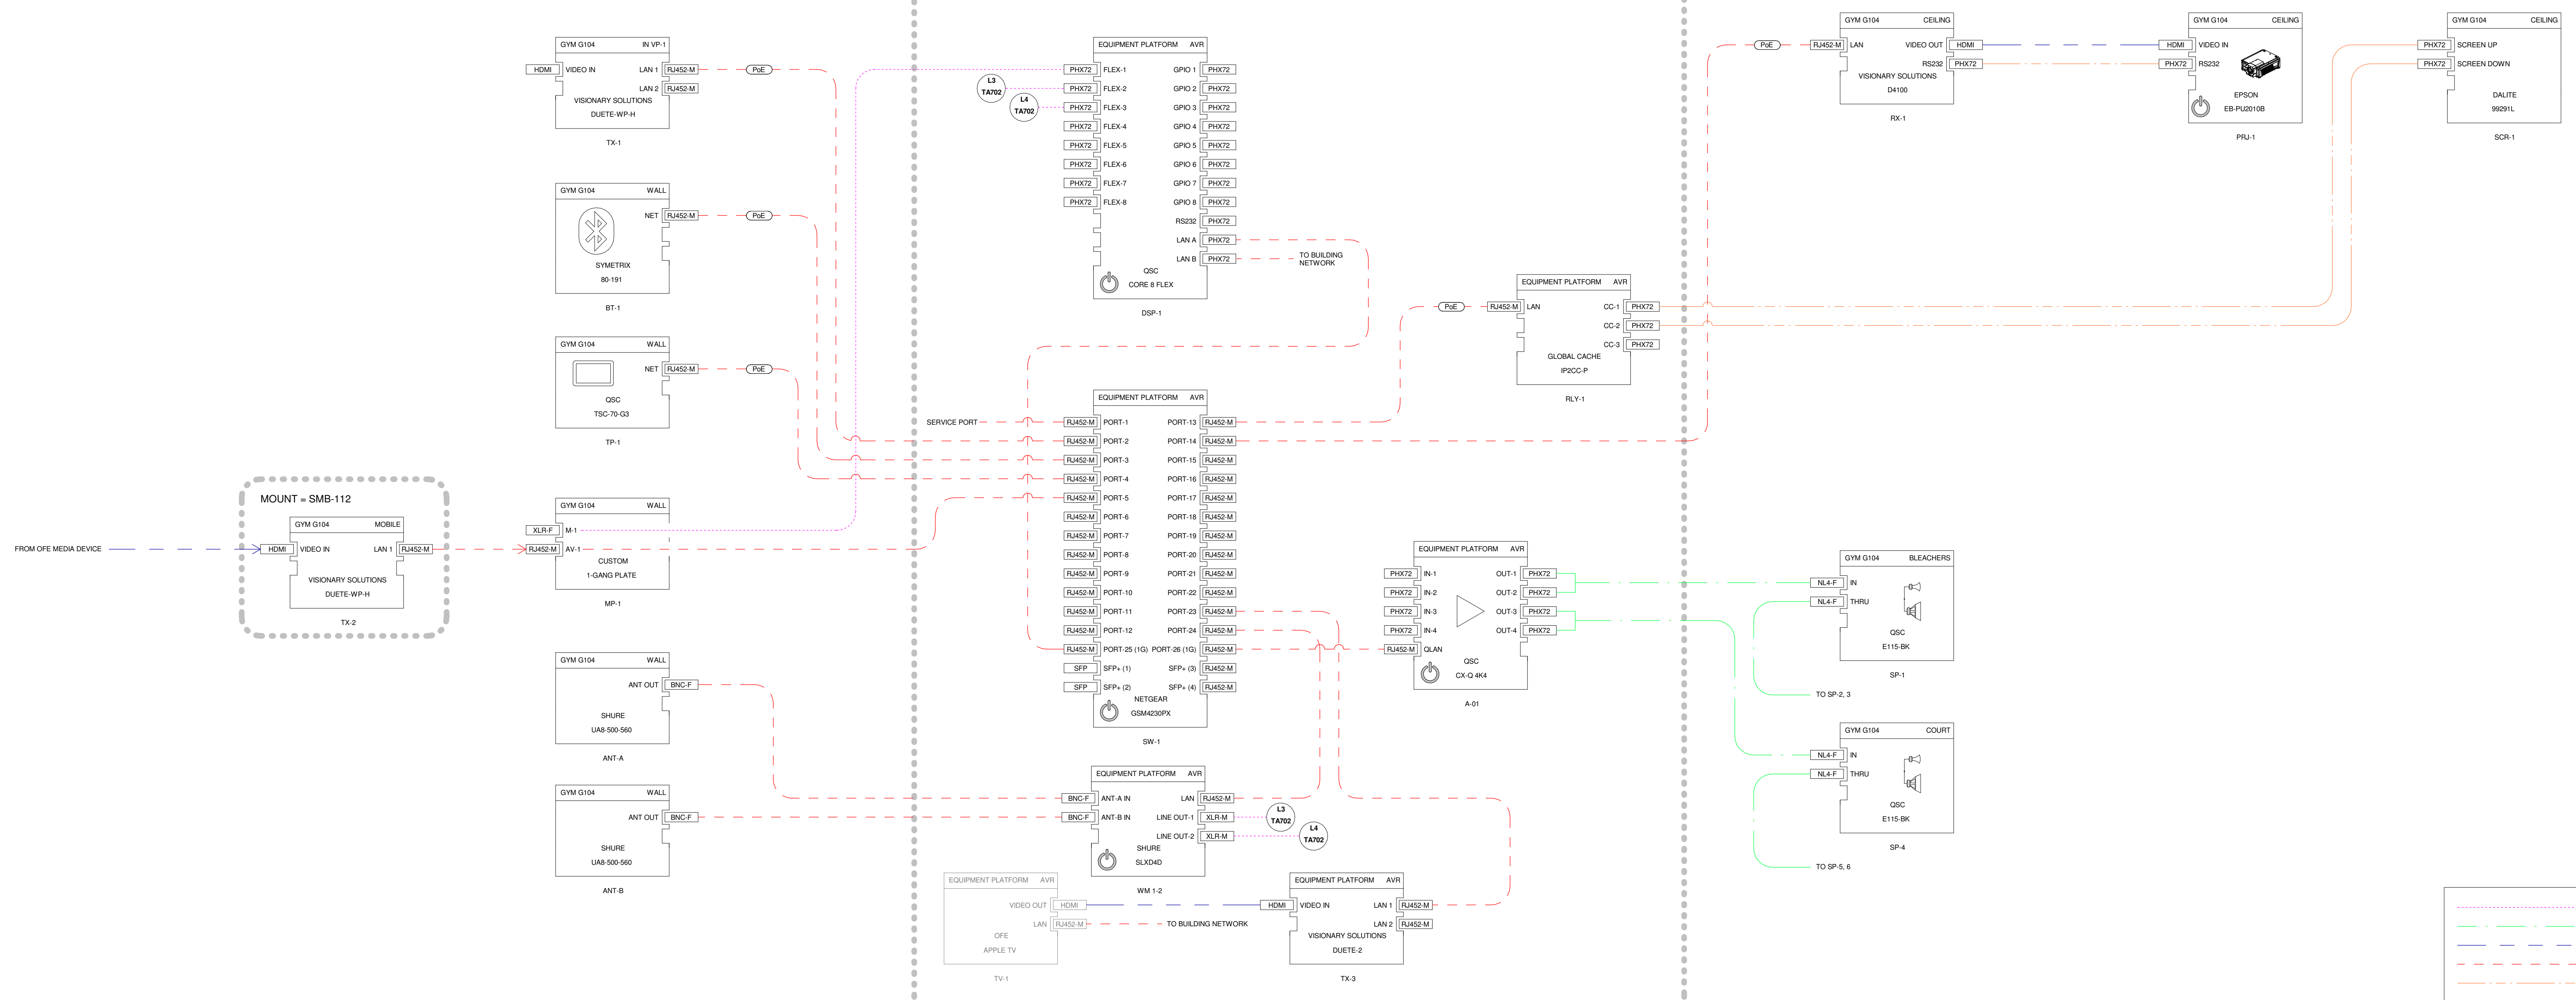 GYM G104 IN VP-1
HDMI VIDEO IN LAN 1 RJ452-M PoE
LAN 2 RJ452-M
VISIONARY SOLUTIONS
DUETE-WP-H
TX-1
GYM G104 WALL
NET RJ452-M PoE
SYMETRIX
80-191
BT-1
GYM G104 WALL
NET RJ452-M PoE
QSC
TSC-70-G3
TP-1
MOUNT = SMB-112
GYM G104 MOBILE
FROM OFE MEDIA DEVICE
HDMI VIDEO IN LAN 1 RJ452-M
VISIONARY SOLUTIONS
DUETE-WP-H
TX-2
GYM G104 WALL
XLR-F M-1
RJ452-M AV-1
CUSTOM
1-GANG PLATE
MP-1
GYM G104 WALL
ANT OUT BNC-F
SHURE
UA8-500-560
ANT-A
GYM G104 WALL
ANT OUT BNC-F
SHURE
UA8-500-560
ANT-B
EQUIPMENT PLATFORM AVR
L3
TA702
L4
TA702
PHX72 FLEX-1 GPIO 1 PHX72
PHX72 FLEX-2 GPIO 2 PHX72
PHX72 FLEX-3 GPIO 3 PHX72
PHX72 FLEX-4 GPIO 4 PHX72
PHX72 FLEX-5 GPIO 5 PHX72
PHX72 FLEX-6 GPIO 6 PHX72
PHX72 FLEX-7 GPIO 7 PHX72
PHX72 FLEX-8 GPIO 8 PHX72
RS232 PHX72
LAN A PHX72
LAN B PHX72
TO BUILDING
NETWORK
QSC
CORE 8 FLEX
DSP-1
EQUIPMENT PLATFORM AVR
SERVICE PORT
RJ452-M PORT-1 PORT-13 RJ452-M
RJ452-M PORT-2 PORT-14 RJ452-M
RJ452-M PORT-3 PORT-15 RJ452-M
RJ452-M PORT-4 PORT-16 RJ452-M
RJ452-M PORT-5 PORT-17 RJ452-M
RJ452-M PORT-6 PORT-18 RJ452-M
RJ452-M PORT-7 PORT-19 RJ452-M
RJ452-M PORT-8 PORT-20 RJ452-M
RJ452-M PORT-9 PORT-21 RJ452-M
RJ452-M PORT-10 PORT-22 RJ452-M
RJ452-M PORT-11 PORT-23 RJ452-M
RJ452-M PORT-12 PORT-24 RJ452-M
RJ452-M PORT-25 (1G) PORT-26 (1G) RJ452-M
SFP SFP+ (1) SFP+ (3) RJ452-M
SFP SFP+ (2) SFP+ (4) RJ452-M
NETGEAR
GSM4230PX
SW-1
EQUIPMENT PLATFORM AVR
BNC-F ANT-A IN LAN RJ452-M
BNC-F ANT-B IN LINE OUT-1 XLR-M
LINE OUT-2 XLR-M
L3
TA702
L4
TA702
SHURE
SLXD4D
WM 1-2
EQUIPMENT PLATFORM AVR
VIDEO OUT HDMI
LAN RJ452-M TO BUILDING NETWORK
OFE
APPLE TV
TV-1
EQUIPMENT PLATFORM AVR
HDMI VIDEO IN LAN 1 RJ452-M
LAN 2 RJ452-M
VISIONARY SOLUTIONS
DUETE-2
TX-3
EQUIPMENT PLATFORM AVR
PoE RJ452-M LAN CC-1 PHX72
CC-2 PHX72
CC-3 PHX72
GLOBAL CACHE
IP2CC-P
RLY-1
EQUIPMENT PLATFORM AVR
PHX72 IN-1 OUT-1 PHX72
PHX72 IN-2 OUT-2 PHX72
PHX72 IN-3 OUT-3 PHX72
PHX72 IN-4 OUT-4 PHX72
RJ452-M QLAN
QSC
CX-Q 4K4
A-01
GYM G104 CEILING
PoE RJ452-M LAN VIDEO OUT HDMI
RS232 PHX72
VISIONARY SOLUTIONS
D4100
RX-1
GYM G104 CEILING
HDMI VIDEO IN
PHX72 RS232
EPSON
EB-PU2010B
PRJ-1
GYM G104 CEILING
PHX72 SCREEN UP
PHX72 SCREEN DOWN
DALITE
99291L
SCR-1
GYM G104 BLEACHERS
NL4-F IN
NL4-F THRU
QSC
E115-BK
SP-1
TO SP-2, 3
GYM G104 COURT
NL4-F IN
NL4-F THRU
QSC
E115-BK
SP-4
TO SP-5, 6